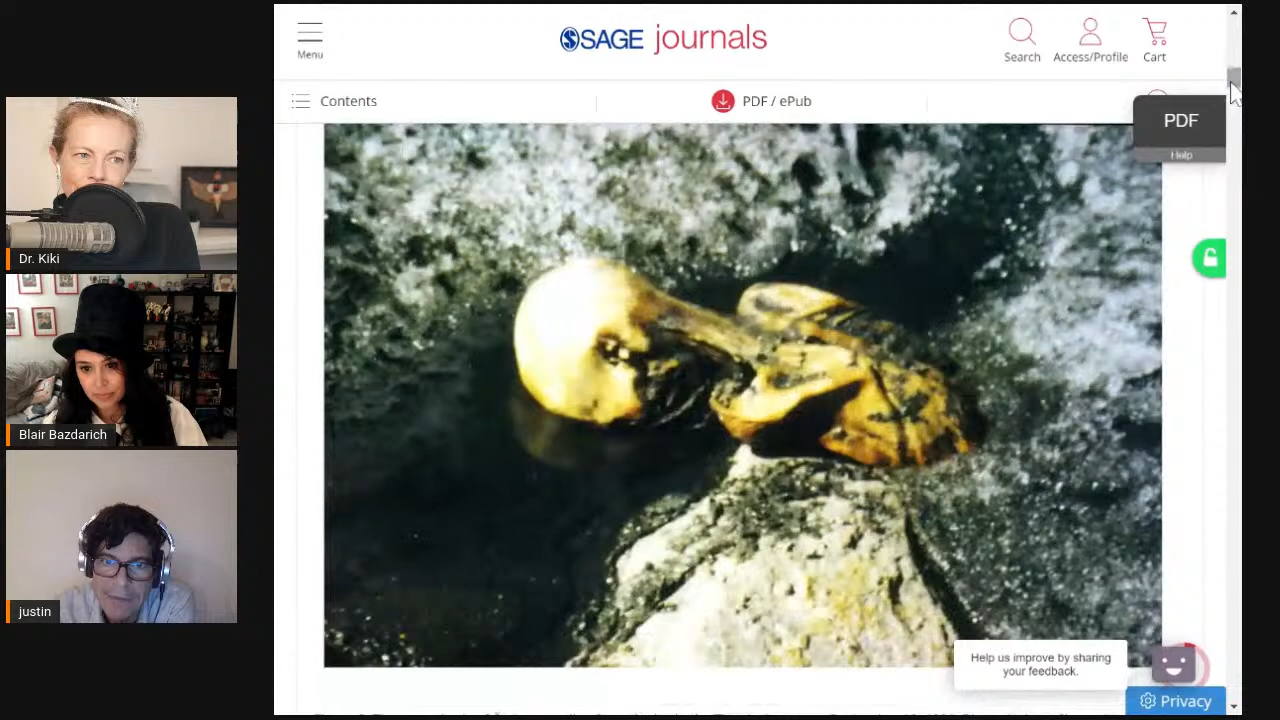 Menu
SAGE journals
Search
Access/Profile
Cart
Contents
PDF / ePub
PDF
Help
Dr. Kiki
Blair Bazdarich
justin
Help us improve by sharing
your feedback.
Privacy